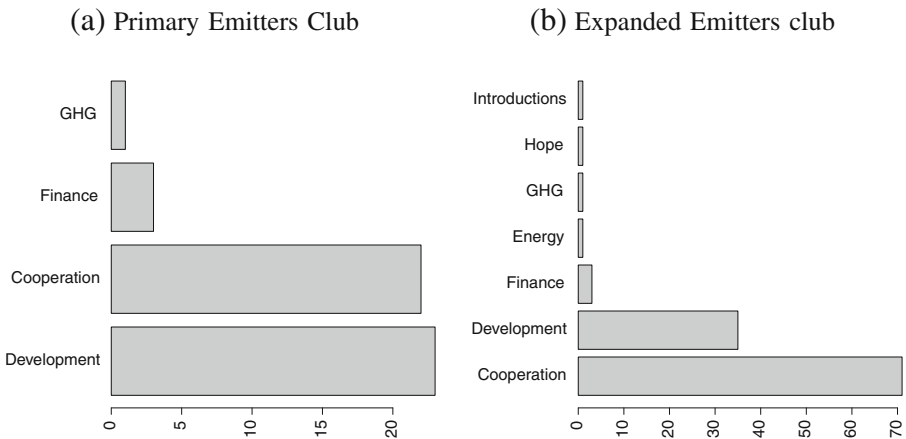 (a) Primary Emitters Club
GHG
Finance
Cooperation
Development
0 5 10 15 20
(b) Expanded Emitters club
Introductions
Hope
GHG
Energy
Finance
Development
Cooperation
0 10 20 30 40 50 60 70